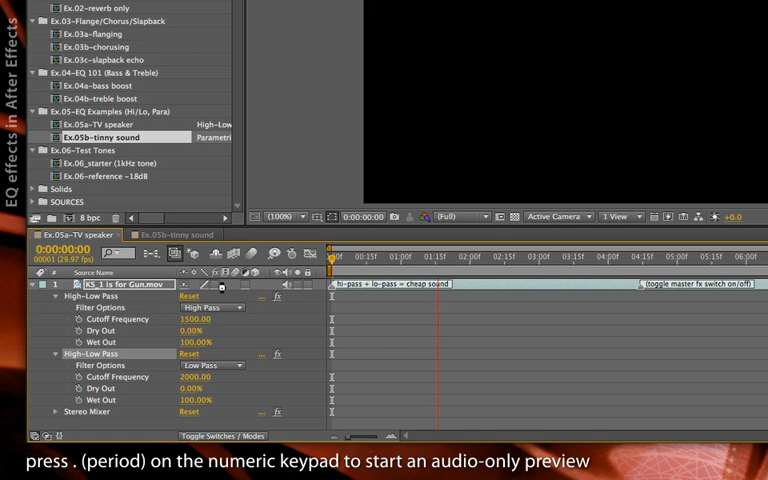 EQ effects in After Effects
Ex.02-reverb only
Ex.03-Flange/Chorus/Slapback
Ex.03a-flanging
Ex.03b-chorusing
Ex.03c-slapback echo
Ex.04-EQ 101 (Bass & Treble)
Ex.04a-bass boost
Ex.04b-treble boost
Ex.05-EQ Examples (Hi/Lo, Para)
Ex.05a-TV speaker High-Low
Ex.05b-tinny sound Parametri
Ex.06-Test Tones
Ex.06_starter (1kHz tone)
Ex.06-reference -18dB
Solids
SOURCES
8 bpc
(100%) 0:00:00:00 (Full) Active Camera 1 View +0.0
Ex.05a-TV speaker Ex.05b-tinny sound
0:00:00:00
00001 (29.97 fps)
00:15f 01:00f 01:15f 02:00f 02:15f 03:00f 03:15f 04:00f 04:15f 05:00f 05:15f 06:00f
# Source Name
1 KS_1 is for Gun.mov hi-pass + lo-pass = cheap sound (toggle master fx switch on/off)
High-Low Pass Reset
Filter Options High Pass
Cutoff Frequency 1500.00
Dry Out 0.00%
Wet Out 100.00%
High-Low Pass Reset
Filter Options Low Pass
Cutoff Frequency 2000.00
Dry Out 0.00%
Wet Out 100.00%
Stereo Mixer Reset
Toggle Switches / Modes
press . (period) on the numeric keypad to start an audio-only preview